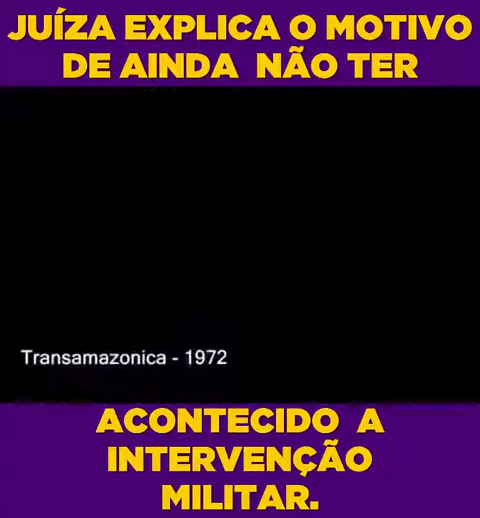 JUÍZA EXPLICA O MOTIVO
DE AINDA NÃO TER
Transamazonica - 1972
ACONTECIDO A
INTERVENÇÃO
MILITAR.